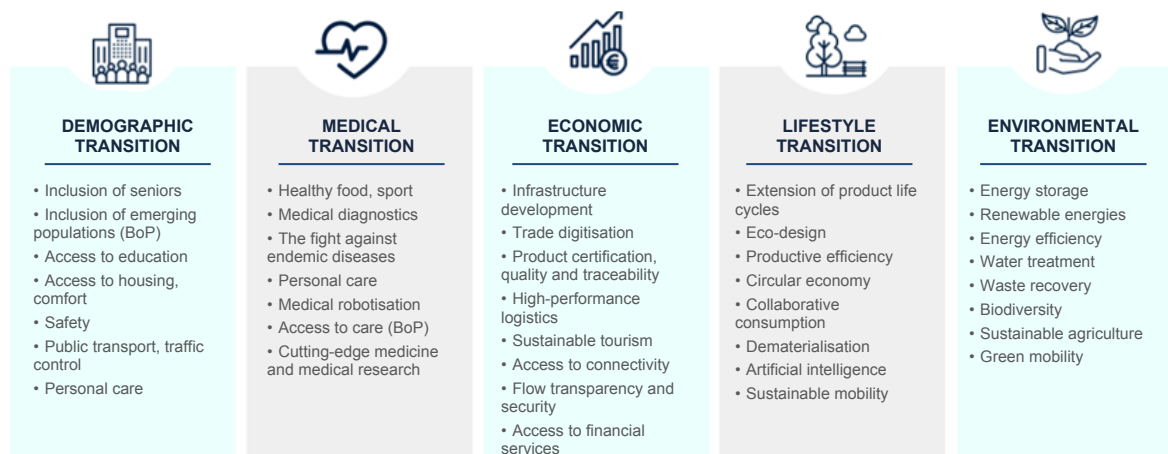 DEMOGRAPHIC
TRANSITION
• Inclusion of seniors
• Inclusion of emerging
populations (BoP)
• Access to education
• Access to housing,
comfort
• Safety
• Public transport, traffic
control
• Personal care
MEDICAL
TRANSITION
• Healthy food, sport
• Medical diagnostics
• The fight against
endemic diseases
• Personal care
• Medical robotisation
• Access to care (BoP)
• Cutting-edge medicine
and medical research
€
ECONOMIC
TRANSITION
• Infrastructure
development
• Trade digitisation
• Product certification,
quality and traceability
• High-performance
logistics
• Sustainable tourism
• Access to connectivity
• Flow transparency and
security
• Access to financial
services
LIFESTYLE
TRANSITION
• Extension of product life
cycles
• Eco-design
• Productive efficiency
• Circular economy
• Collaborative
consumption
• Dematerialisation
• Artificial intelligence
• Sustainable mobility
ENVIRONMENTAL
TRANSITION
• Energy storage
• Renewable energies
• Energy efficiency
• Water treatment
• Waste recovery
• Biodiversity
• Sustainable agriculture
• Green mobility